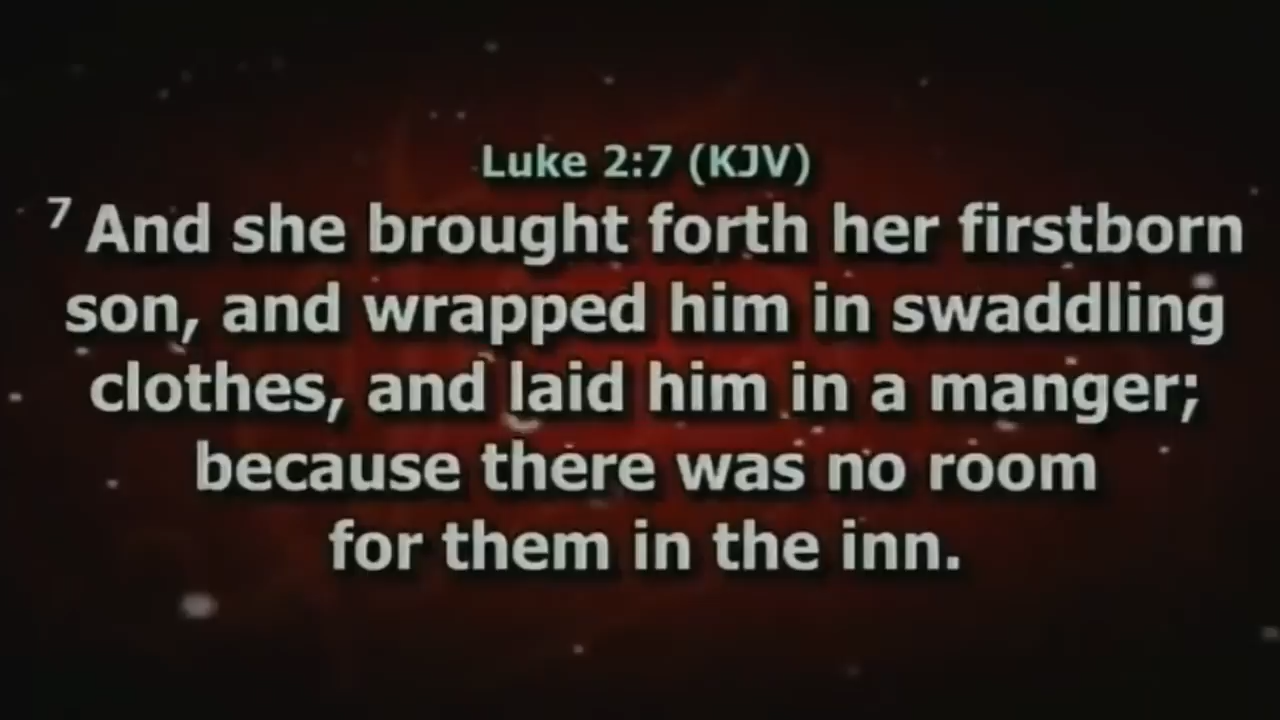 Luke 2:7 (KJV)
7 And she brought forth her firstborn
son, and wrapped him in swaddling
clothes, and laid him in a manger;
because there was no room
for them in the inn.